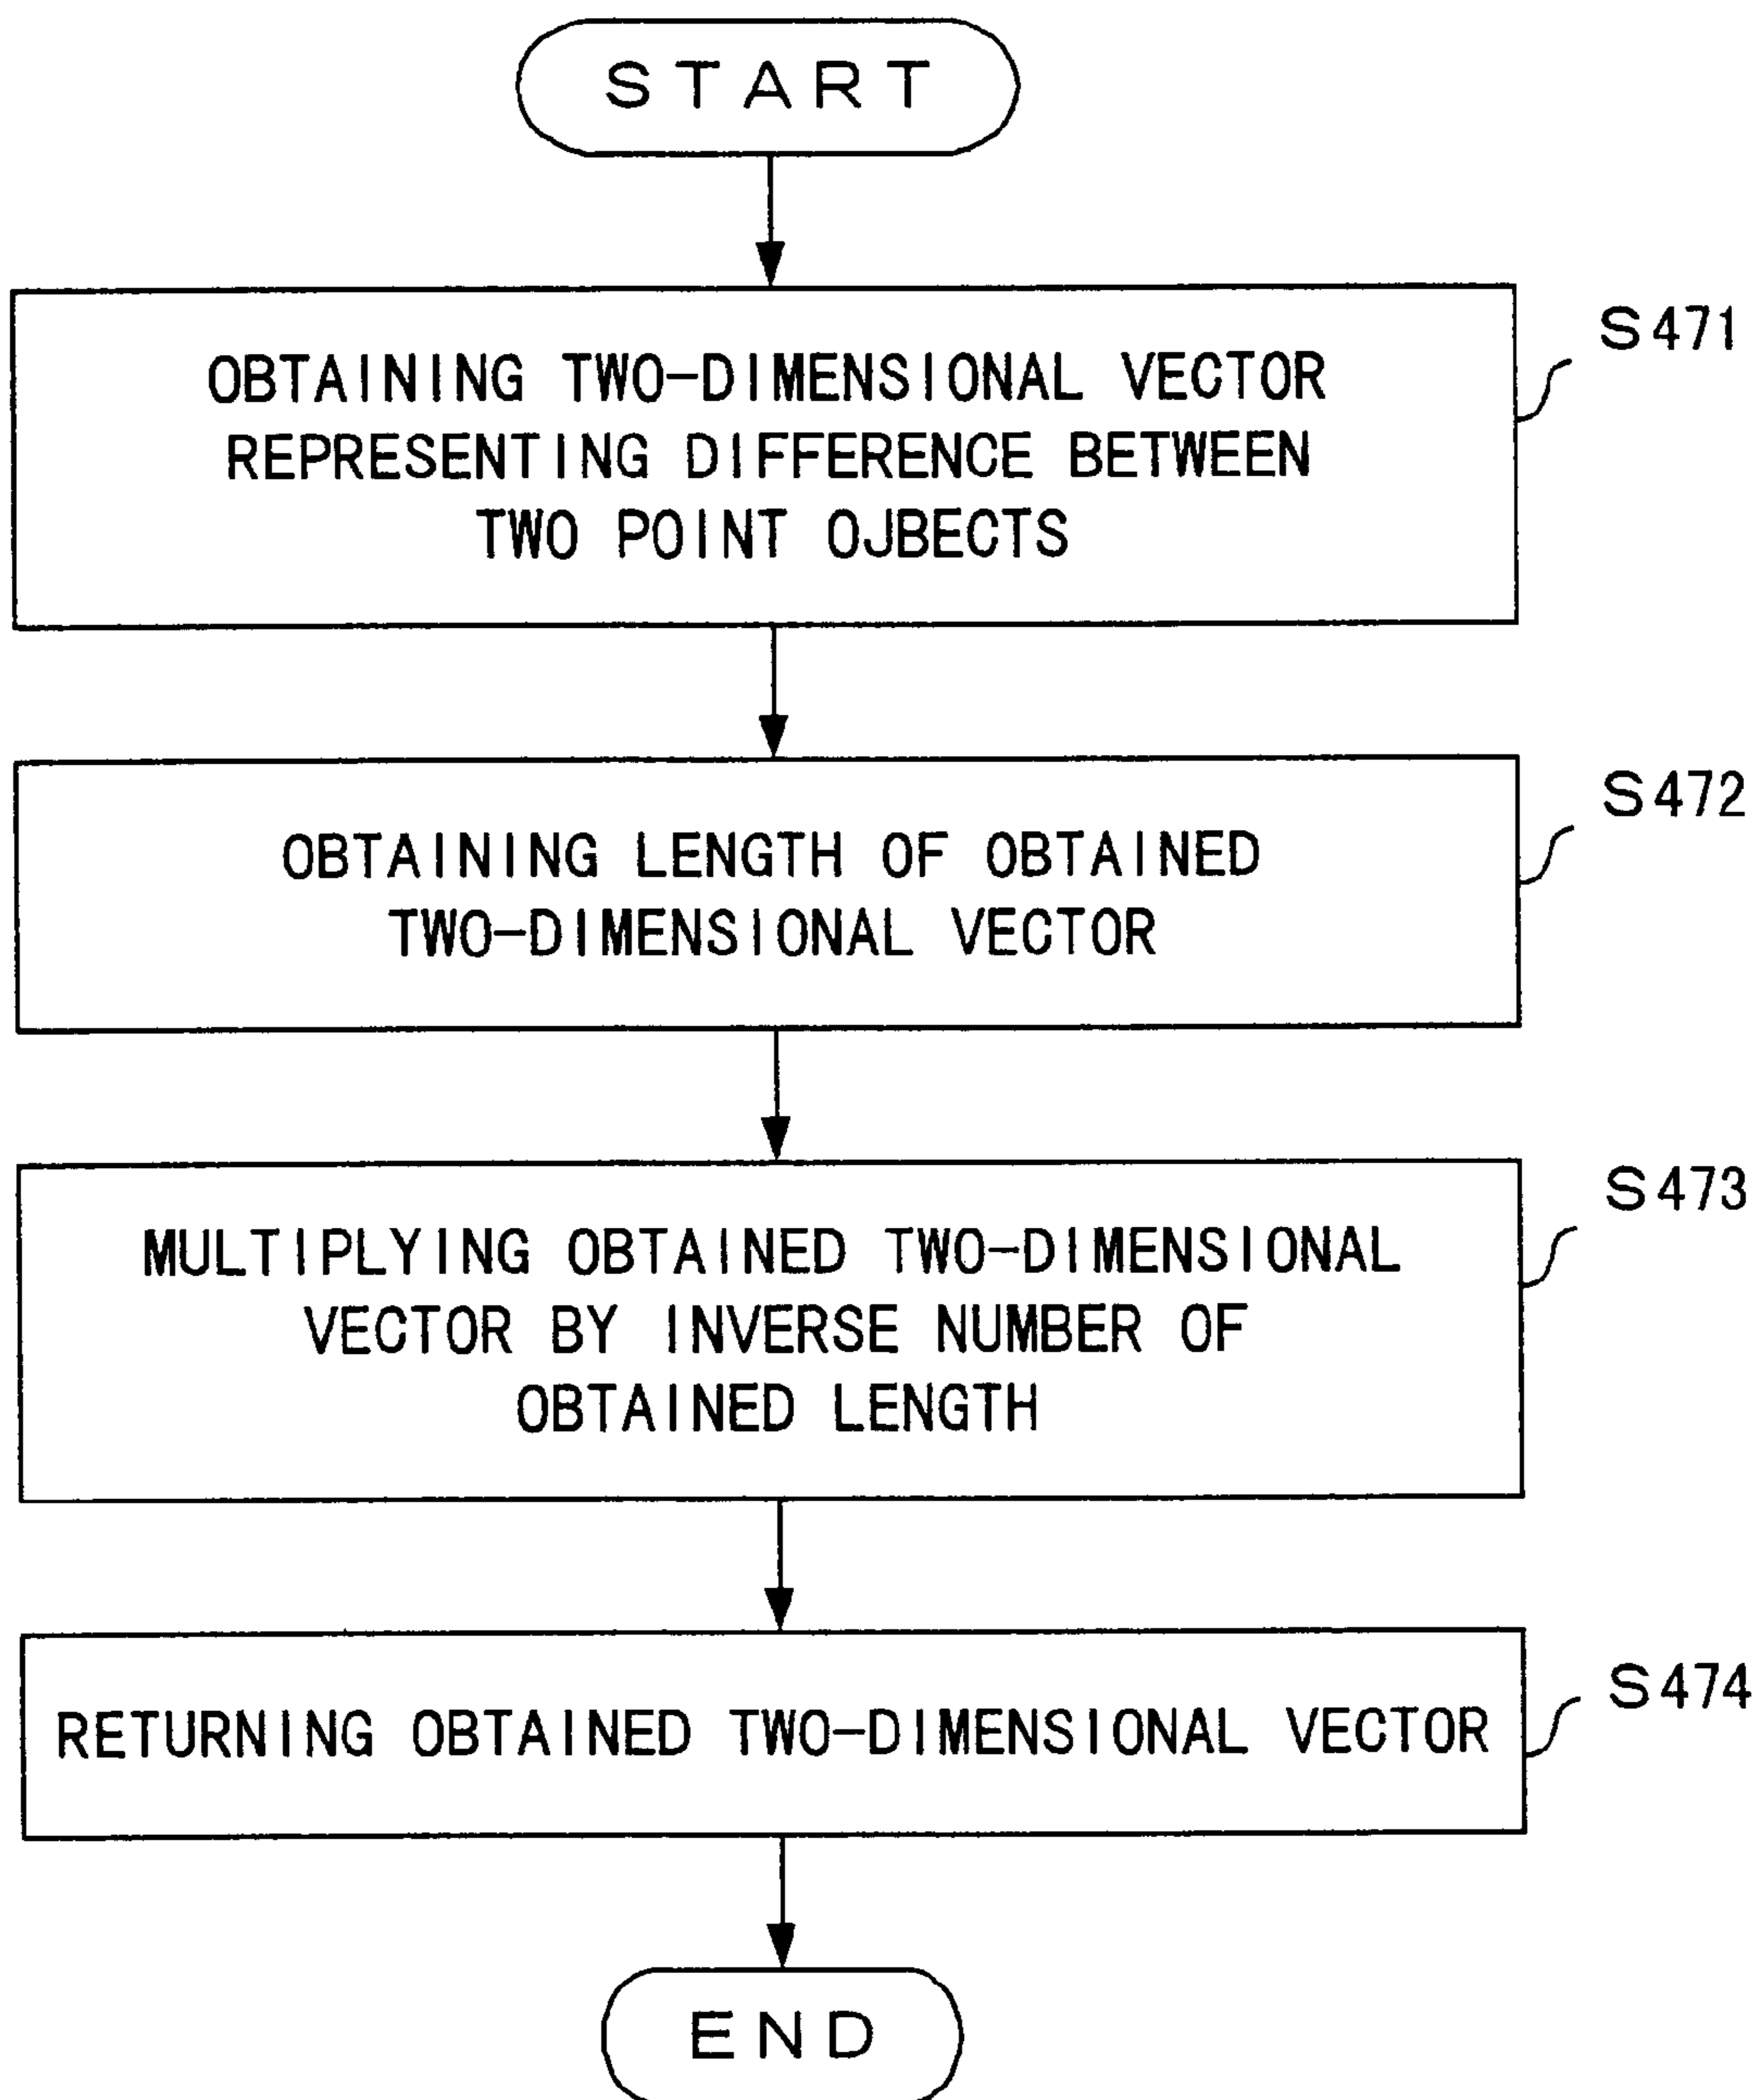 START
S471
OBTAINING TWO-DIMENSIONAL VECTOR
REPRESENTING DIFFERENCE BETWEEN
TWO POINT OJBECTS
S472
OBTAINING LENGTH OF OBTAINED
TWO-DIMENSIONAL VECTOR
S473
MULTIPLYING OBTAINED TWO-DIMENSIONAL
VECTOR BY INVERSE NUMBER OF
OBTAINED LENGTH
S474
RETURNING OBTAINED TWO-DIMENSIONAL VECTOR
END